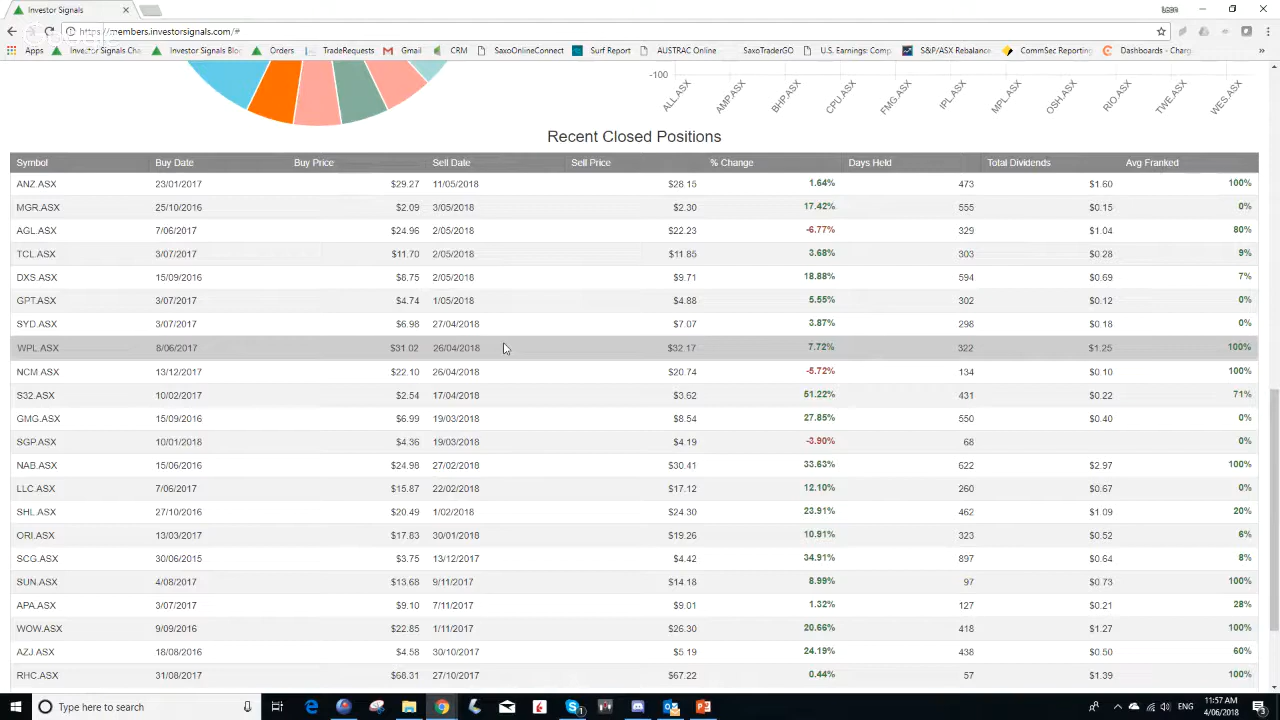 Investor Signals
https://members.investorsignals.com/#
Apps Investor Signals Cha Investor Signals Orders TradeRequests Gmail CRM SaxoOnlineConnect Surf Report AUSTRAC Onlin SaxoTraderGO U.S. Earnings: Comp S&P/ASX Rebalance CommSec Reporting Dashboards - Charg
-100
ALL.ASX AMP.ASX BHP.ASX CPU.ASX FMG.ASX IPL.ASX MPL.ASX OSH.ASX RIO.ASX TWE.ASX WES.ASX
Recent Closed Positions
Symbol Buy Date Buy Price Sell Date Sell Price % Change Days Held Total Dividends Avg Franked
ANZ.ASX 23/01/2017 $29.27 11/05/2018 $28.15 1.64% 473 $1.60 100%
MGR.ASX 25/10/2016 $2.09 3/05/2018 $2.30 17.42% 555 $0.15 0%
AGL.ASX 7/06/2017 $24.96 2/05/2018 $22.23 -6.77% 329 $1.04 80%
TCL.ASX 3/07/2017 $11.70 2/05/2018 $11.85 3.68% 303 $0.28 9%
DXS.ASX 15/09/2016 $8.75 2/05/2018 $9.71 18.88% 594 $0.69 7%
GPT.ASX 3/07/2017 $4.74 1/05/2018 $4.88 5.55% 302 $0.12 0%
SYD.ASX 3/07/2017 $6.98 27/04/2018 $7.07 3.87% 298 $0.18 0%
WPL.ASX 8/06/2017 $31.02 26/04/2018 $32.17 7.72% 322 $1.25 100%
NCM.ASX 13/12/2017 $22.10 26/04/2018 $20.74 -5.72% 134 $0.10 100%
S32.ASX 10/02/2017 $2.54 17/04/2018 $3.62 51.22% 431 $0.22 71%
GMG.ASX 15/09/2016 $6.99 19/03/2018 $8.54 27.85% 550 $0.40 0%
SGP.ASX 10/01/2018 $4.36 19/03/2018 $4.19 -3.90% 68 0%
NAB.ASX 15/06/2016 $24.98 27/02/2018 $30.41 33.63% 622 $2.97 100%
LLC.ASX 7/06/2017 $15.87 22/02/2018 $17.12 12.10% 260 $0.67 0%
SHL.ASX 27/10/2016 $20.49 1/02/2018 $24.30 23.91% 462 $1.09 20%
ORI.ASX 13/03/2017 $17.83 30/01/2018 $19.26 10.91% 323 $0.52 6%
SCG.ASX 30/06/2015 $3.75 13/12/2017 $4.42 34.91% 897 $0.64 8%
SUN.ASX 4/08/2017 $13.68 9/11/2017 $14.18 8.99% 97 $0.73 100%
APA.ASX 3/07/2017 $9.10 7/11/2017 $9.01 1.32% 127 $0.21 28%
WOW.ASX 9/09/2016 $22.85 1/11/2017 $26.30 20.66% 418 $1.27 100%
AZJ.ASX 18/08/2016 $4.58 30/10/2017 $5.19 24.19% 438 $0.50 60%
RHC.ASX 31/08/2017 $68.31 27/10/2017 $67.22 0.44% 57 $1.39 100%
Type here to search
ENG
11:57 AM
4/06/2018